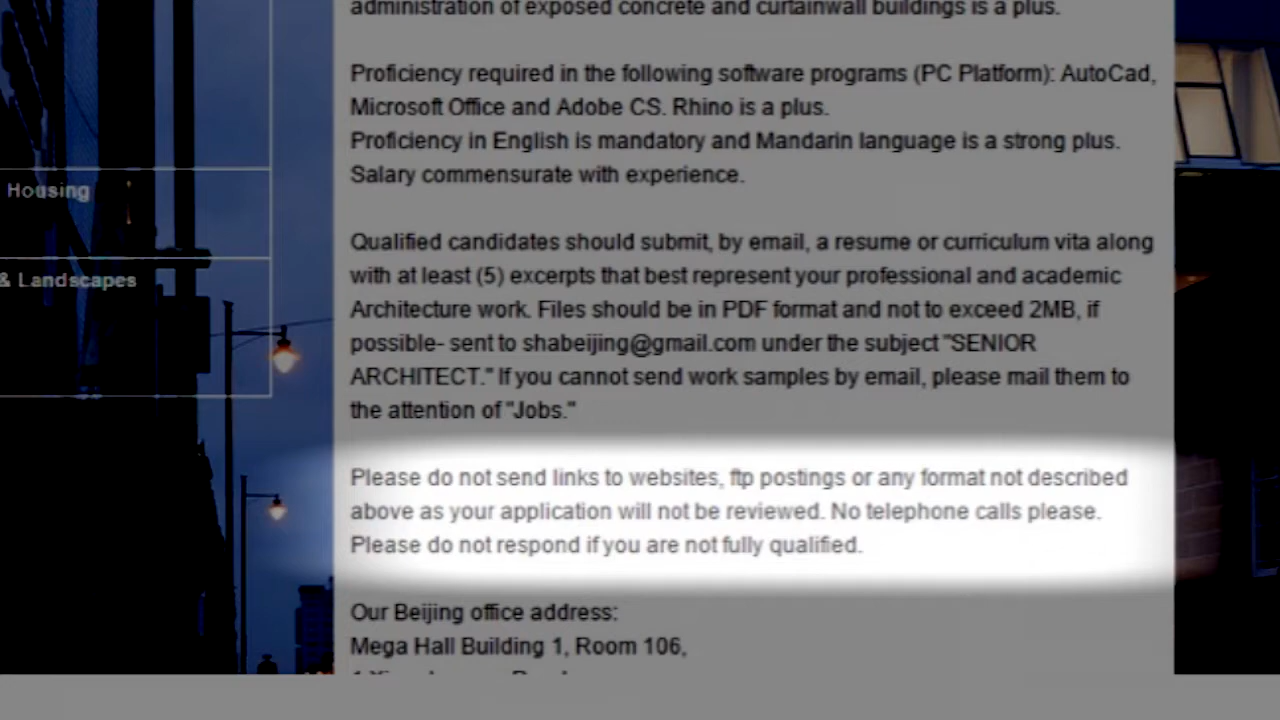 administration of exposed concrete and curtainwall buildings is a plus.
Proficiency required in the following software programs (PC Platform): AutoCad,
Microsoft Office and Adobe CS. Rhino is a plus.
Proficiency in English is mandatory and Mandarin language is a strong plus.
Salary commensurate with experience.
Housing
& Landscapes
Qualified candidates should submit, by email, a resume or curriculum vita along
with at least (5) excerpts that best represent your professional and academic
Architecture work. Files should be in PDF format and not to exceed 2MB, if
possible- sent to shabeijing@gmail.com under the subject "SENIOR
ARCHITECT." If you cannot send work samples by email, please mail them to
the attention of "Jobs."
Please do not send links to websites, ftp postings or any format not described
above as your application will not be reviewed. No telephone calls please.
Please do not respond if you are not fully qualified.
Our Beijing office address:
Mega Hall Building 1, Room 106,